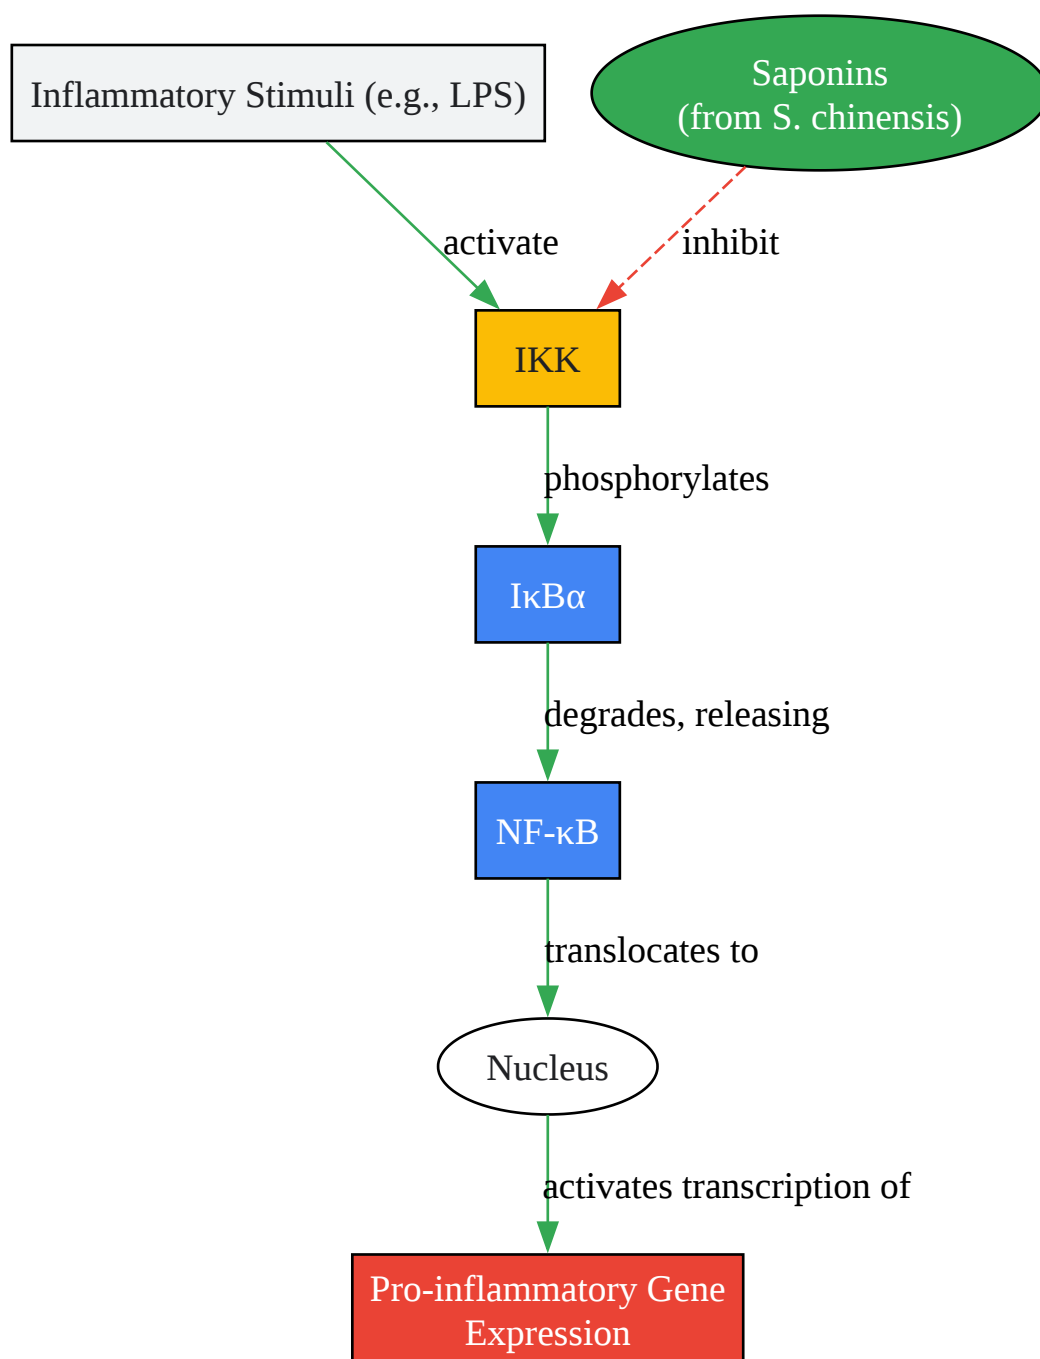 Inflammatory Stimuli (e.g., LPS)
Saponins
(from S. chinensis)
activate
inhibit
IKK
phosphorylates
IκBα
degrades, releasing
NF-κB
translocates to
Nucleus
activates transcription of
Pro-inflammatory Gene
Expression